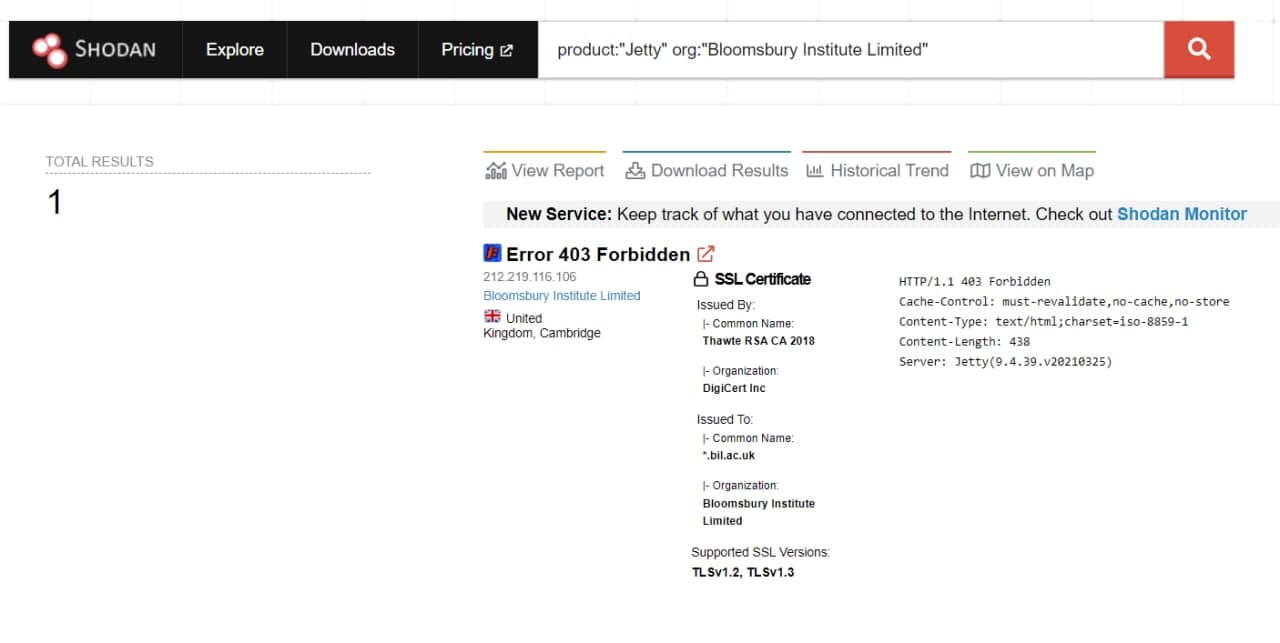 SHODAN Explore Downloads Pricing product:"Jetty" org:"Bloomsbury Institute Limited"
TOTAL RESULTS
1
View Report Download Results Historical Trend View on Map
New Service: Keep track of what you have connected to the Internet. Check out Shodan Monitor
Error 403 Forbidden
212.219.116.106
Bloomsbury Institute Limited
United
Kingdom, Cambridge
SSL Certificate
Issued By:
|- Common Name:
Thawte RSA CA 2018
|- Organization:
DigiCert Inc
Issued To:
|- Common Name:
*.bil.ac.uk
|- Organization:
Bloomsbury Institute
Limited
Supported SSL Versions:
TLSv1.2, TLSv1.3
HTTP/1.1 403 Forbidden
Cache-Control: must-revalidate,no-cache,no-store
Content-Type: text/html;charset=iso-8859-1
Content-Length: 438
Server: Jetty(9.4.39.v20210325)